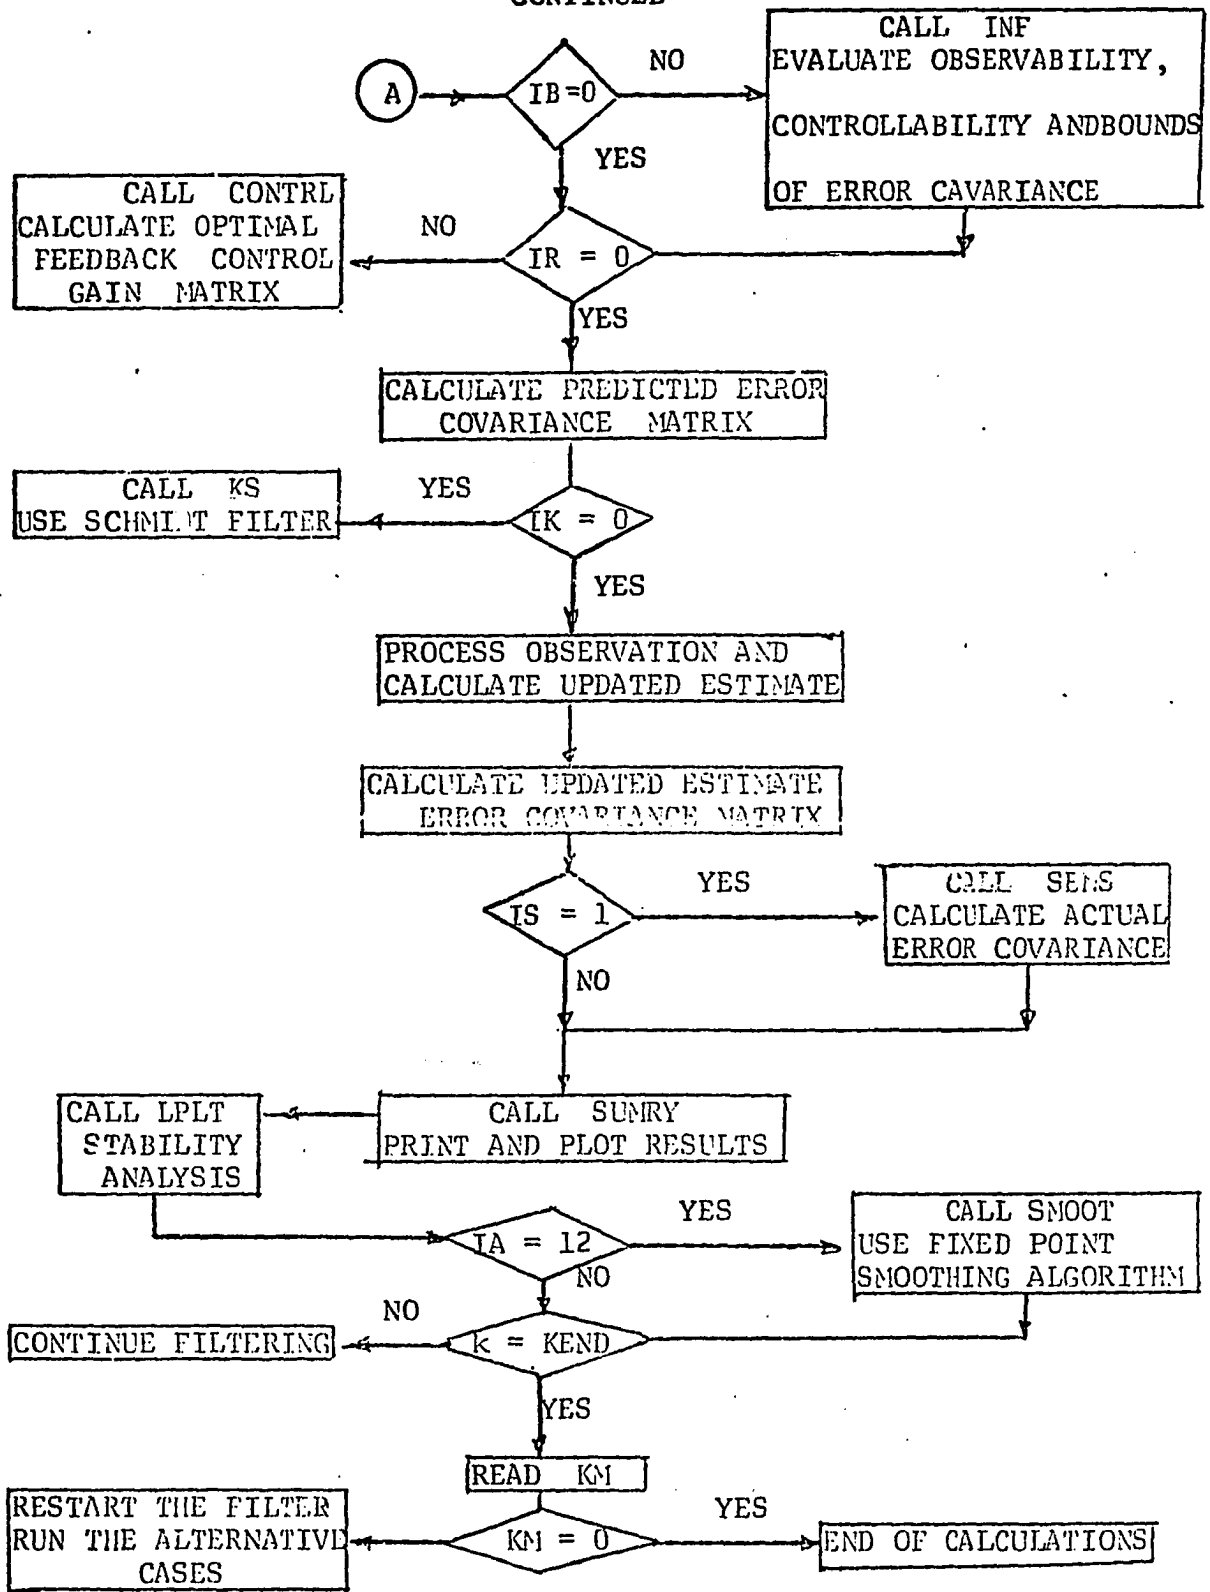 CONTINUED
A
IB=0
NO
CALL INF
EVALUATE OBSERVABILITY,
CONTROLLABILITY ANDBOUNDS
OF ERROR CAVARIANCE
YES
CALL CONTRL
CALCULATE OPTIMAL
FEEDBACK CONTROL
GAIN MATRIX
NO
IR = 0
YES
CALCULATE PREDICTED ERROR
COVARIANCE MATRIX
CALL KS
USE SCHMIDT FILTER
YES
IK = 0
YES
PROCESS OBSERVATION AND
CALCULATE UPDATED ESTIMATE
CALCULATE UPDATED ESTIMATE
ERROR COVARIANCE MATRIX
IS = 1
YES
CALL SENS
CALCULATE ACTUAL
ERROR COVARIANCE
NO
CALL LPLT
STABILITY
ANALYSIS
CALL SUMRY
PRINT AND PLOT RESULTS
IA = 12
YES
CALL SMOOT
USE FIXED POINT
SMOOTHING ALGORITHM
NO
NO
CONTINUE FILTERING
k = KEND
YES
READ KM
RESTART THE FILTER
RUN THE ALTERNATIVE
CASES
KM = 0
YES
END OF CALCULATIONS